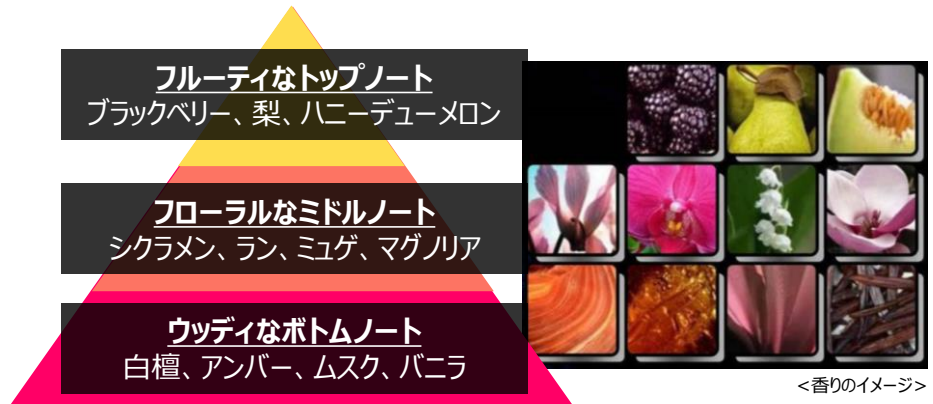 フルーティなトップノート
ブラックベリー、梨、ハニーデューメロン
フローラルなミドルノート
シクラメン、ラン、ミュゲ、マグノリア
ウッディなボトムノート
白檀、アンバー、ムスク、バニラ
<香りのイメージ>